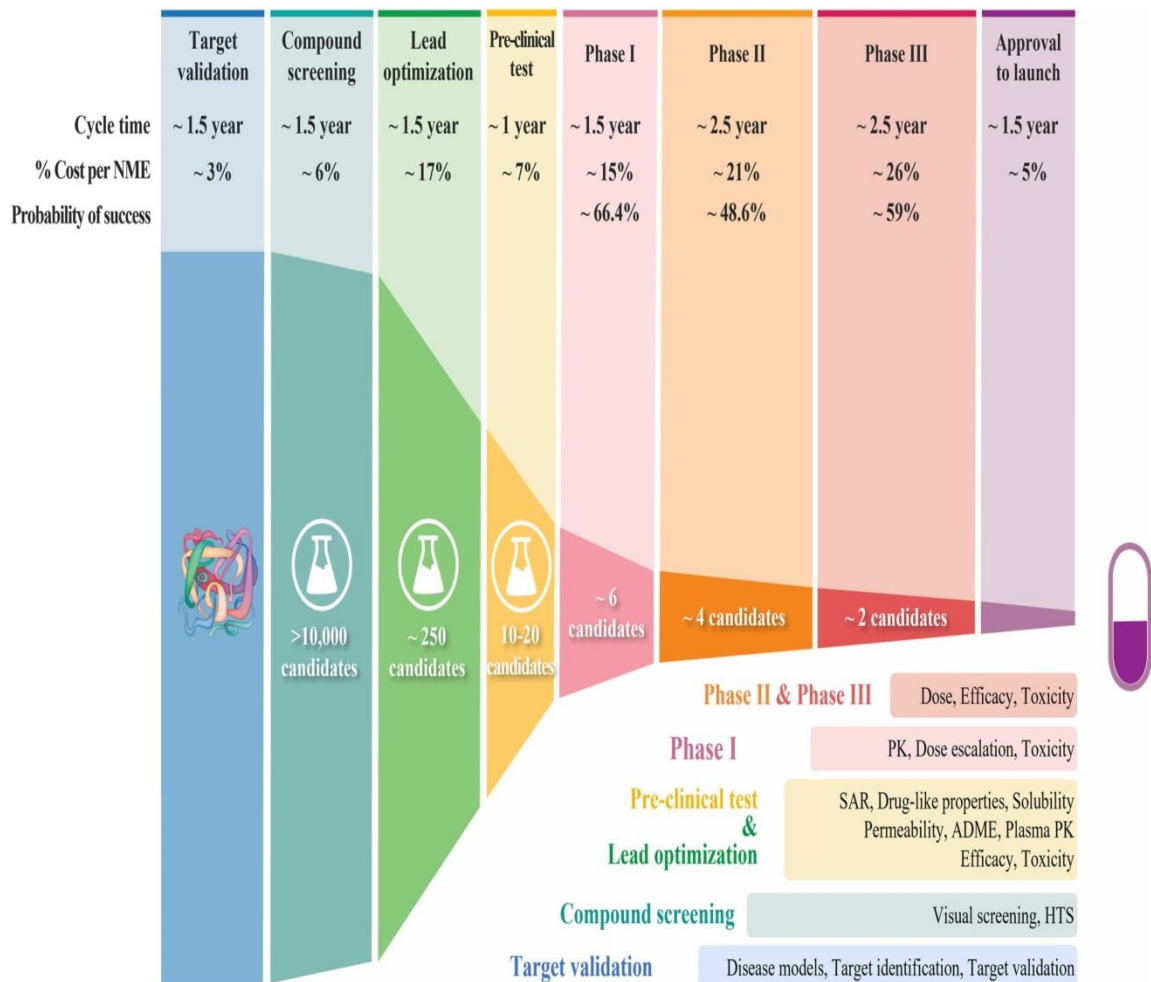 Target
validation
Compound
screening
Lead
optimization
Pre-clinical
test
Phase I
Phase II
Phase III
Approval
to launch
Cycle time ~ 1.5 year ~ 1.5 year ~ 1.5 year ~ 1 year ~ 1.5 year ~ 2.5 year ~ 2.5 year ~ 1.5 year
% Cost per NME ~ 3% ~ 6% ~ 17% ~ 7% ~ 15% ~ 21% ~ 26% ~ 5%
Probability of success ~ 66.4% ~ 48.6% ~ 59%
>10,000
candidates
~ 250
candidates
10-20
candidates
~ 6
candidates
~ 4 candidates
~ 2 candidates
Phase II & Phase III
Dose, Efficacy, Toxicity
Phase I
PK, Dose escalation, Toxicity
Pre-clinical test
&
Lead optimization
SAR, Drug-like properties, Solubility
Permeability, ADME, Plasma PK
Efficacy, Toxicity
Compound screening
Visual screening, HTS
Target validation
Disease models, Target identification, Target validation